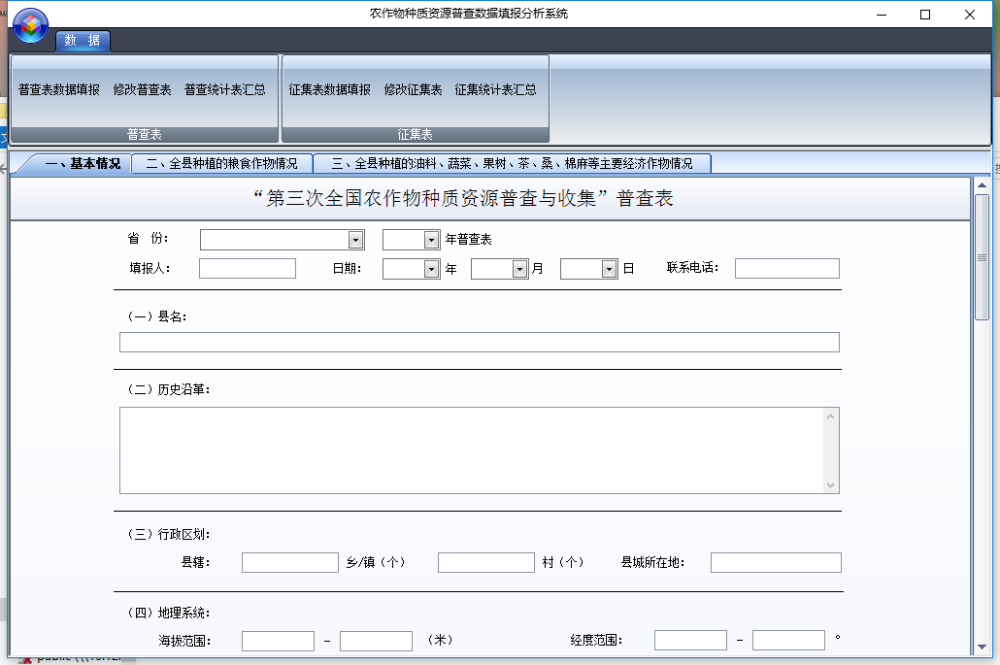 农作物种质资源普查数据填报分析系统
数 据
普查表数据填报 修改普查表 普查统计表汇总 征集表数据填报 修改征集表 征集统计表汇总
普查表 征集表
一、基本情况 二、全县种植的粮食作物情况 三、全县种植的油料、蔬菜、果树、茶、桑、棉麻等主要经济作物情况
“第三次全国农作物种质资源普查与收集”普查表
省 份： 年普查表
填报人： 日期： 年 月 日 联系电话：
（一）县名：
（二）历史沿革：
（三）行政区划：
县辖： 乡/镇（个） 村（个） 县城所在地：
（四）地理系统：
海拔范围： － （米） 经度范围： － °